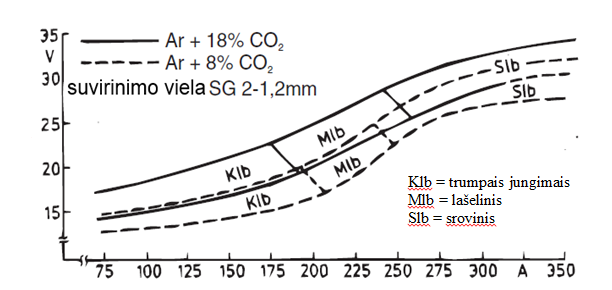 35
V
30
25
20
15
Ar + 18% CO₂
Ar + 8% CO₂
suvirinimo viela SG 2-1,2mm
Slb
Slb
Mlb
Mlb
Klb
Klb
Klb = trumpais jungimais
Mlb = lašelinis
Slb = srovinis
75 100 125 150 175 200 225 250 275 300 A 350